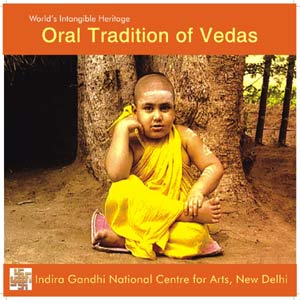 World's Intangible Heritage
Oral Tradition of Vedas
Indira Gandhi National Centre for Arts, New Delhi